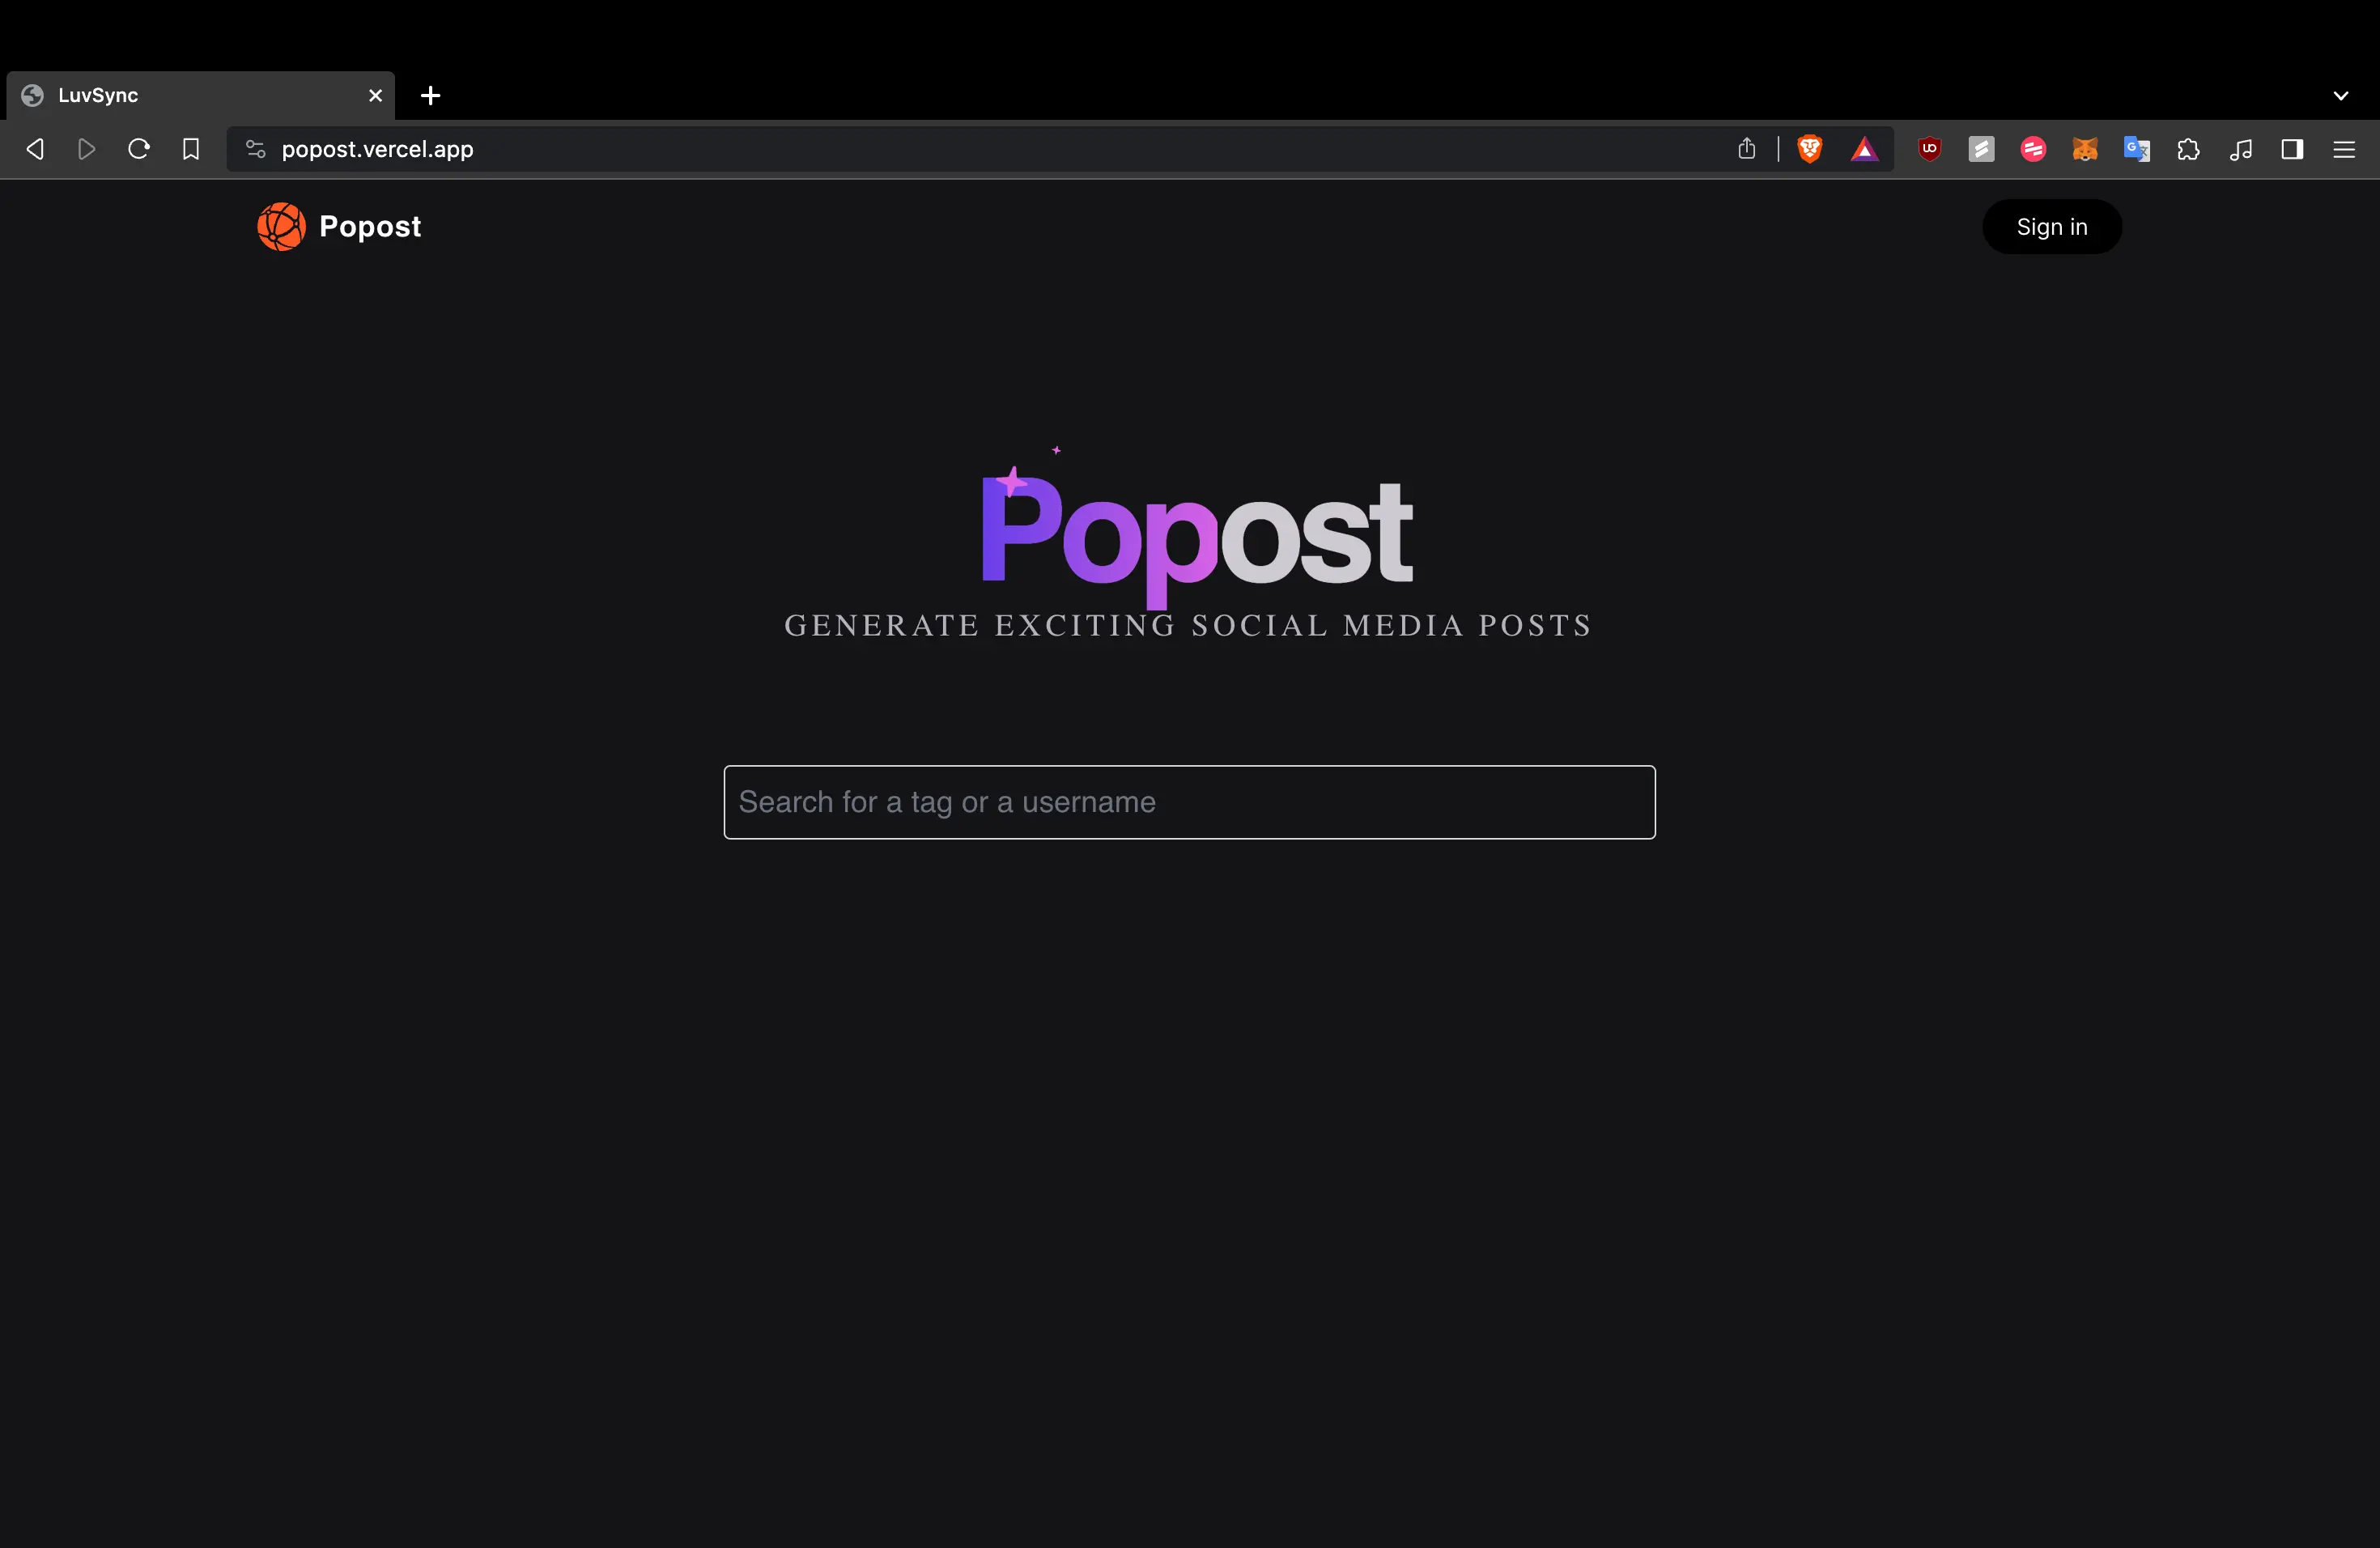 LuvSync
popost.vercel.app
Popost
Sign in
Popost
GENERATE EXCITING SOCIAL MEDIA POSTS
Search for a tag or a username